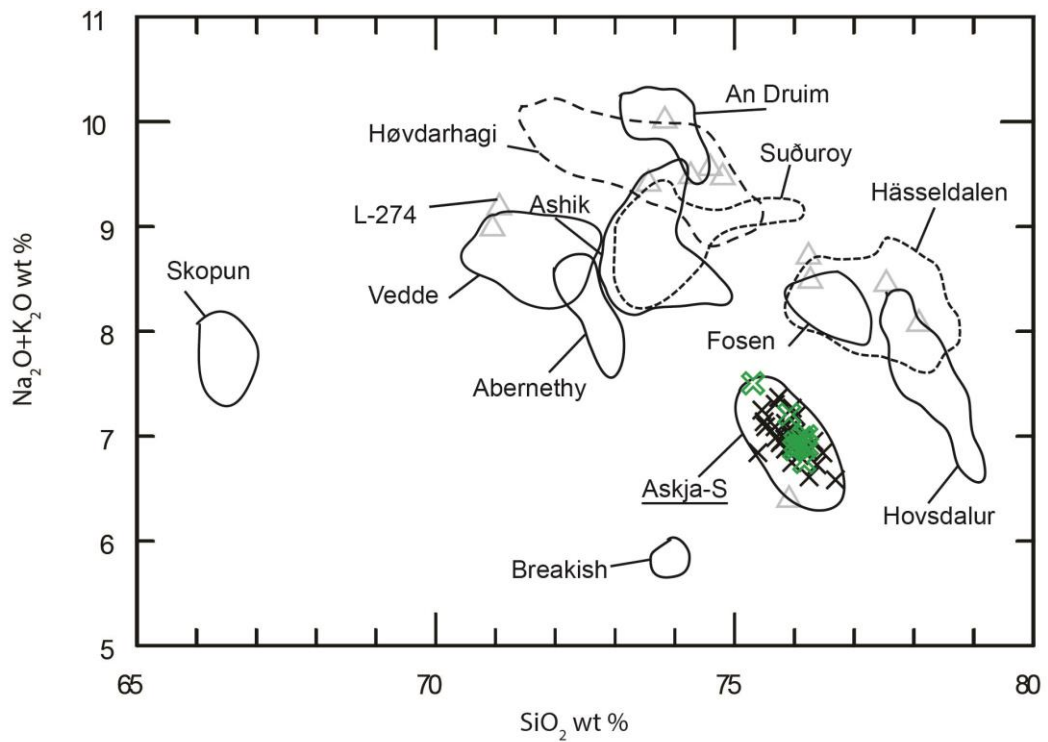 11
10
9
8
7
6
5
Na₂O+K₂O wt %
An Druim
Høvdarhagi
Suðuroy
L-274
Ashik
Hässeldalen
Skopun
Vedde
Fosen
Abernethy
Askja-S
Hovsdalur
Breakish
65 70 75 80
SiO₂ wt %